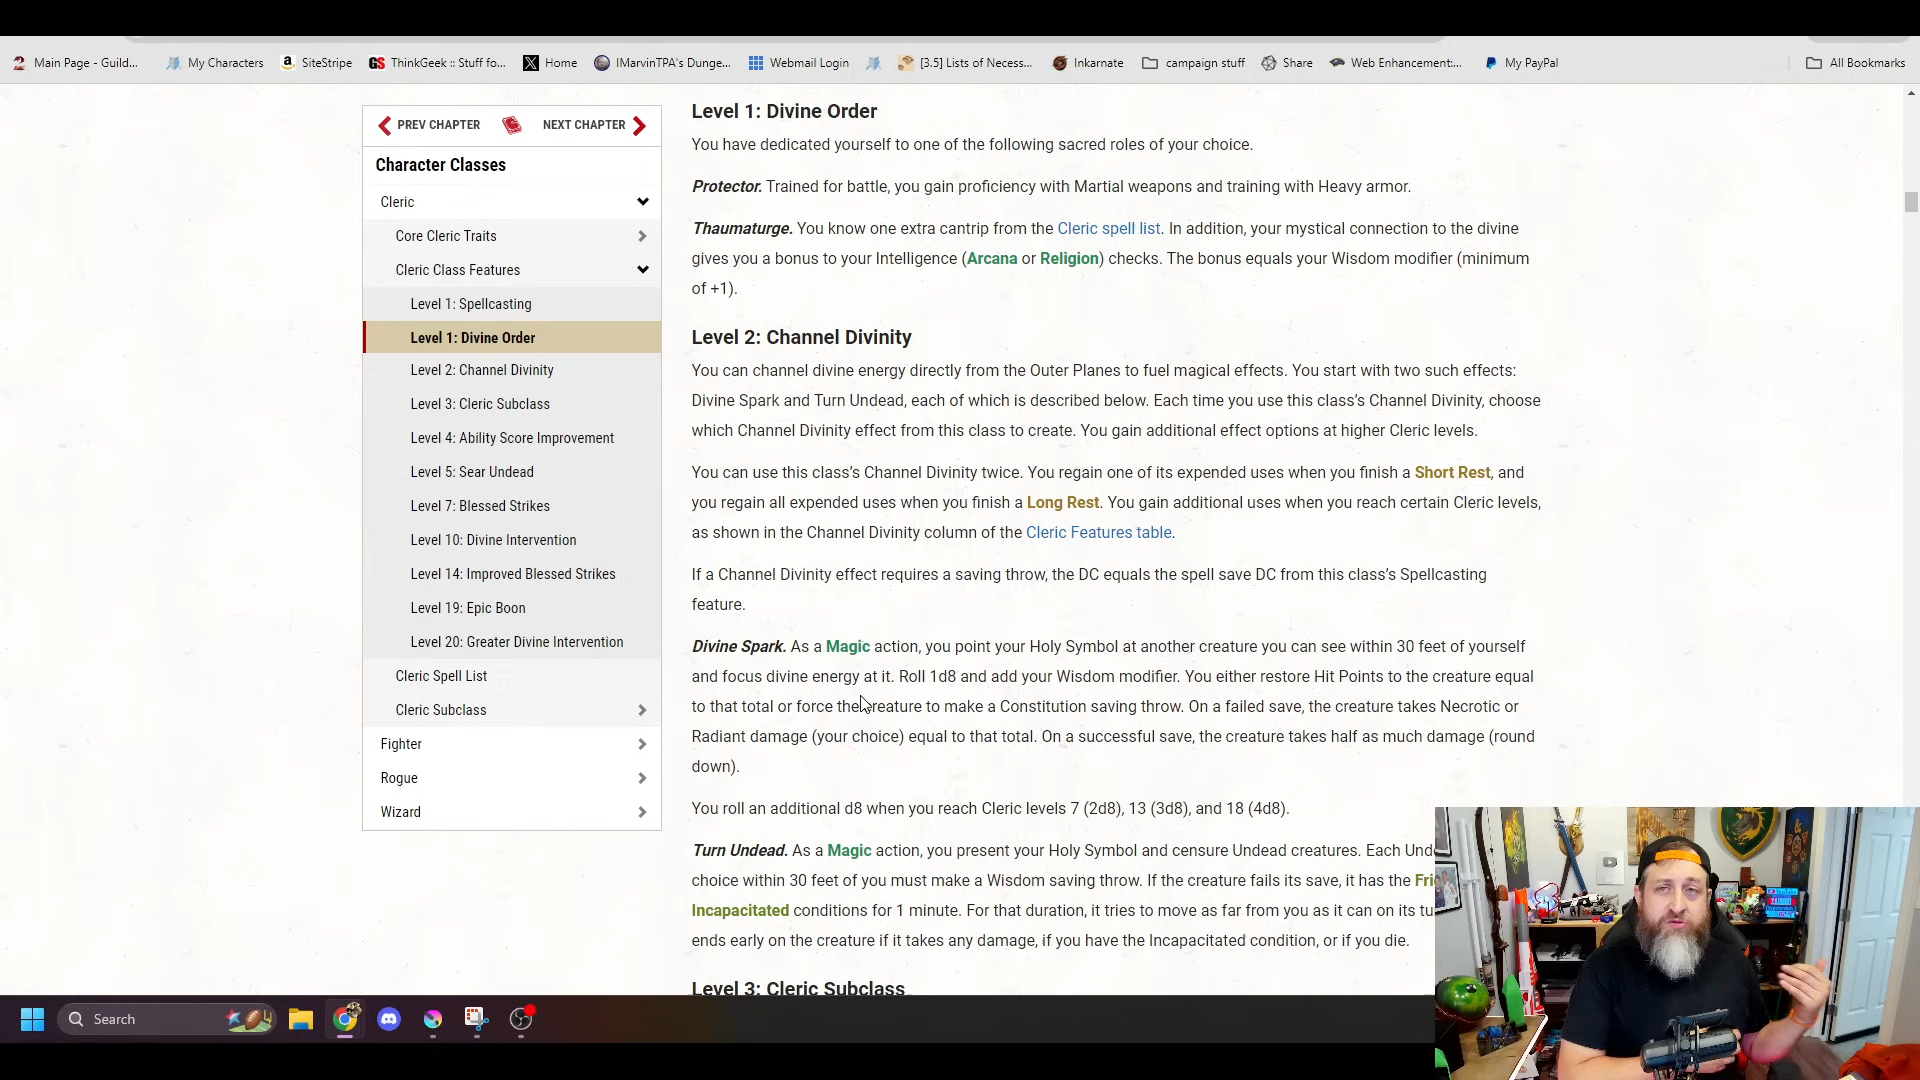 Main Page - Guild...
My Characters
SiteStripe
ThinkGeek :: Stuff fo...
Home
IMarvinTPA's Dunge...
Webmail Login
[3.5] Lists of Necess...
Inkarnate
campaign stuff
Share
Web Enhancement:...
My PayPal
All Bookmarks
PREV CHAPTER
NEXT CHAPTER
Character Classes
Cleric
Core Cleric Traits
Cleric Class Features
Level 1: Spellcasting
Level 1: Divine Order
Level 2: Channel Divinity
Level 3: Cleric Subclass
Level 4: Ability Score Improvement
Level 5: Sear Undead
Level 7: Blessed Strikes
Level 10: Divine Intervention
Level 14: Improved Blessed Strikes
Level 19: Epic Boon
Level 20: Greater Divine Intervention
Cleric Spell List
Cleric Subclass
Fighter
Rogue
Wizard
Level 1: Divine Order
You have dedicated yourself to one of the following sacred roles of your choice.
Protector. Trained for battle, you gain proficiency with Martial weapons and training with Heavy armor.
Thaumaturge. You know one extra cantrip from the Cleric spell list. In addition, your mystical connection to the divine
gives you a bonus to your Intelligence (Arcana or Religion) checks. The bonus equals your Wisdom modifier (minimum
of +1).
Level 2: Channel Divinity
You can channel divine energy directly from the Outer Planes to fuel magical effects. You start with two such effects:
Divine Spark and Turn Undead, each of which is described below. Each time you use this class's Channel Divinity, choose
which Channel Divinity effect from this class to create. You gain additional effect options at higher Cleric levels.
You can use this class's Channel Divinity twice. You regain one of its expended uses when you finish a Short Rest, and
you regain all expended uses when you finish a Long Rest. You gain additional uses when you reach certain Cleric levels,
as shown in the Channel Divinity column of the Cleric Features table.
If a Channel Divinity effect requires a saving throw, the DC equals the spell save DC from this class's Spellcasting
feature.
Divine Spark. As a Magic action, you point your Holy Symbol at another creature you can see within 30 feet of yourself
and focus divine energy at it. Roll 1d8 and add your Wisdom modifier. You either restore Hit Points to the creature equal
to that total or force the creature to make a Constitution saving throw. On a failed save, the creature takes Necrotic or
Radiant damage (your choice) equal to that total. On a successful save, the creature takes half as much damage (round
down).
You roll an additional d8 when you reach Cleric levels 7 (2d8), 13 (3d8), and 18 (4d8).
Turn Undead. As a Magic action, you present your Holy Symbol and censure Undead creatures. Each Und
choice within 30 feet of you must make a Wisdom saving throw. If the creature fails its save, it has the Fri
Incapacitated conditions for 1 minute. For that duration, it tries to move as far from you as it can on its tu
ends early on the creature if it takes any damage, if you have the Incapacitated condition, or if you die.
Level 3: Cleric Subclass
Search